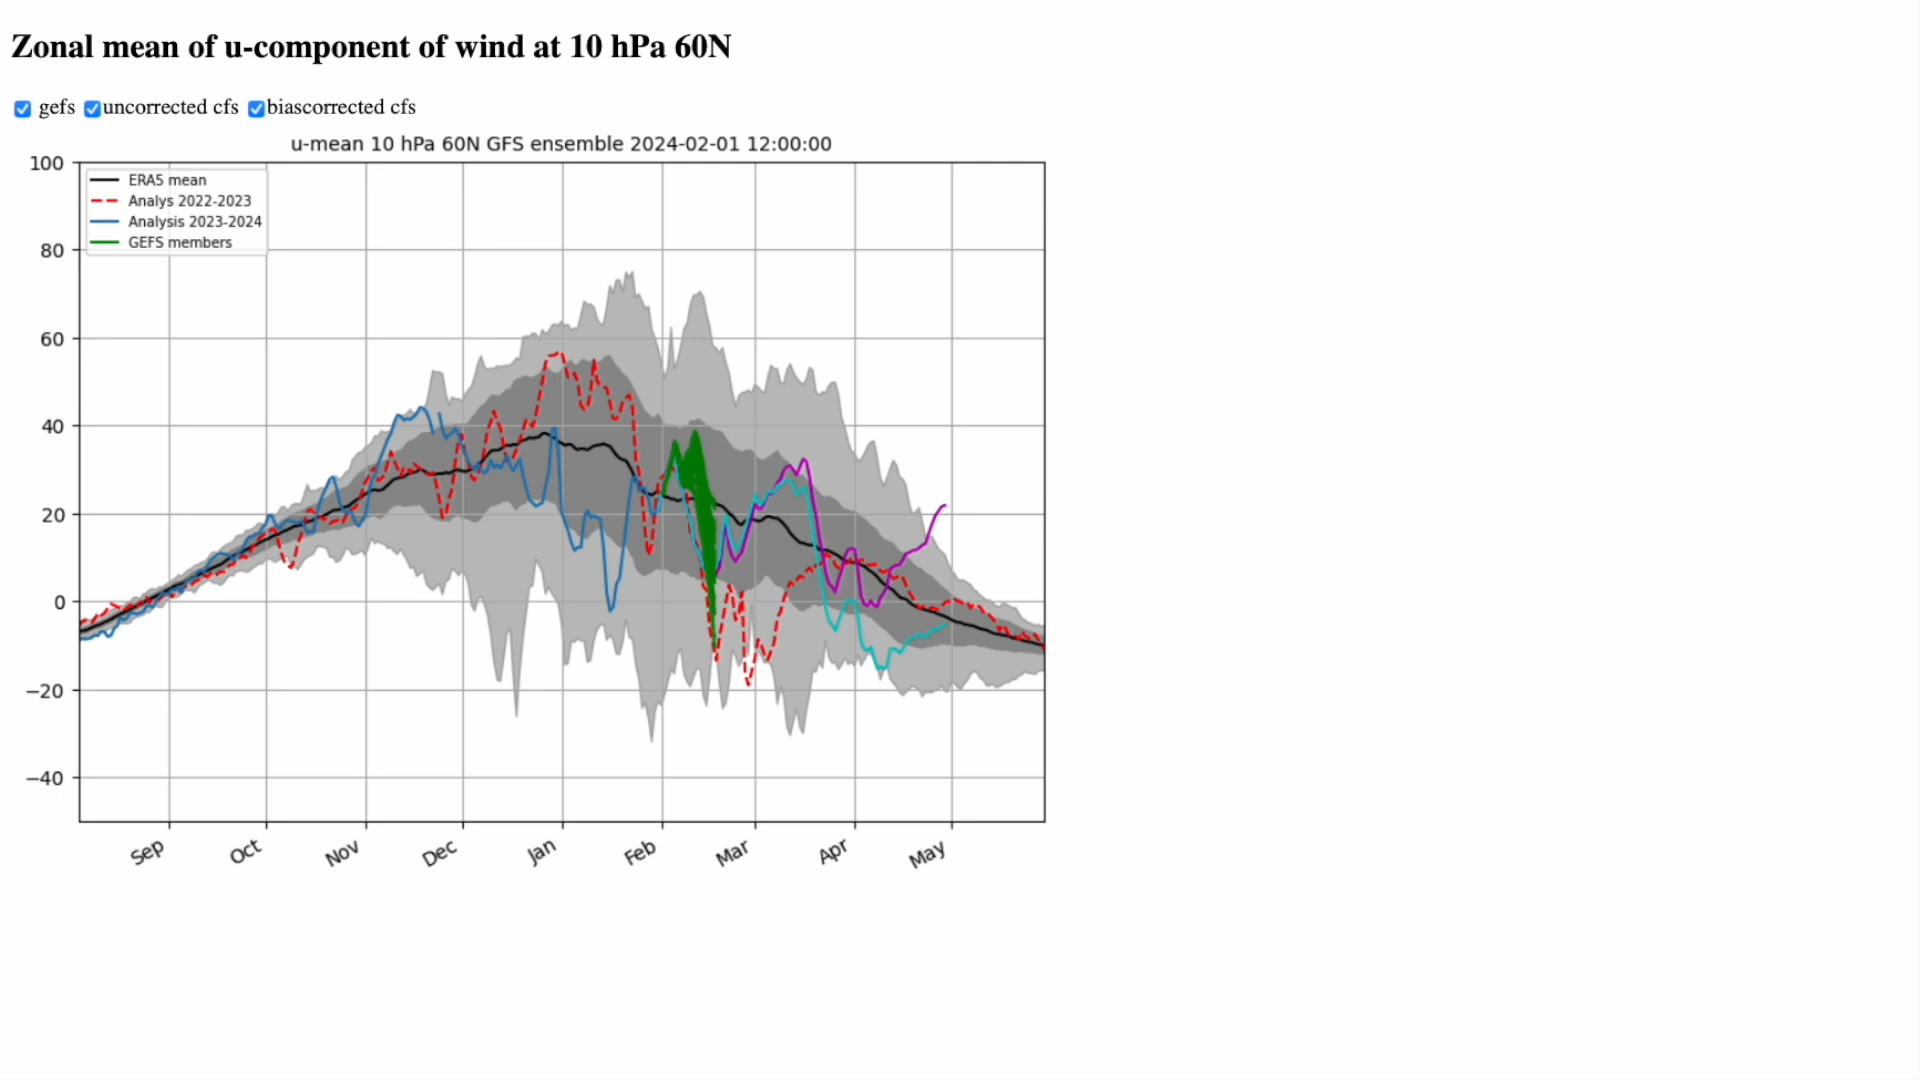 Zonal mean of u-component of wind at 10 hPa 60N
gefs uncorrected cfs biascorrected cfs
u-mean 10 hPa 60N GFS ensemble 2024-02-01 12:00:00
100
80
60
40
20
0
−20
−40
ERA5 mean
Analys 2022-2023
Analysis 2023-2024
GEFS members
Sep Oct Nov Dec Jan Feb Mar Apr May